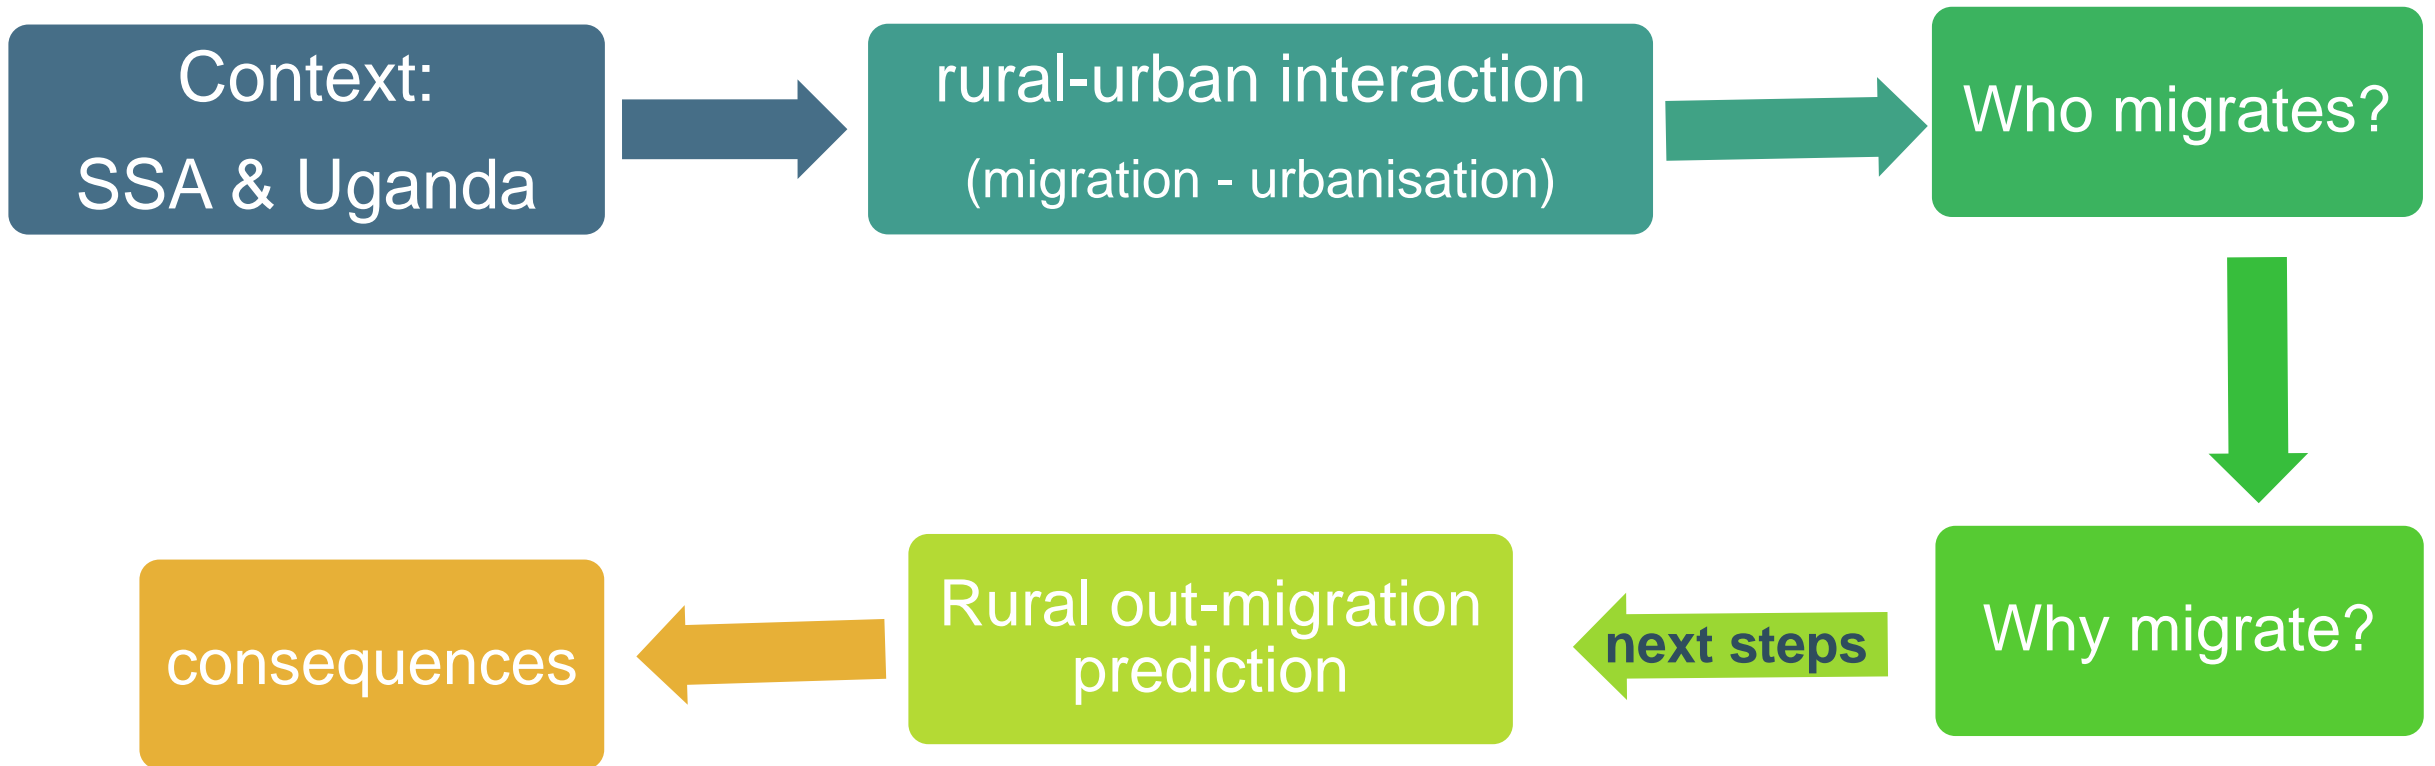 Context:
SSA & Uganda
rural-urban interaction
(migration - urbanisation)
Who migrates?
Why migrate?
next steps
Rural out-migration
prediction
consequences